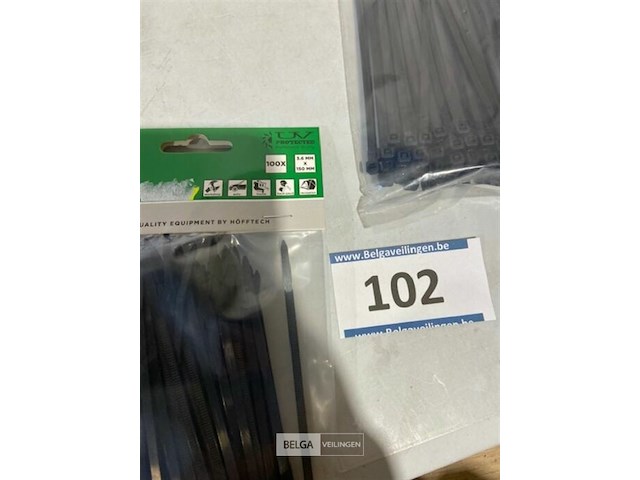 UV
PROTECTED
100X
3.6 MM
X
150 MM
QUALITY EQUIPMENT BY HÖFFTECH
www.Belgaveilingen.be
102
www.Belgaveilingen.be
BELGA VEILINGEN